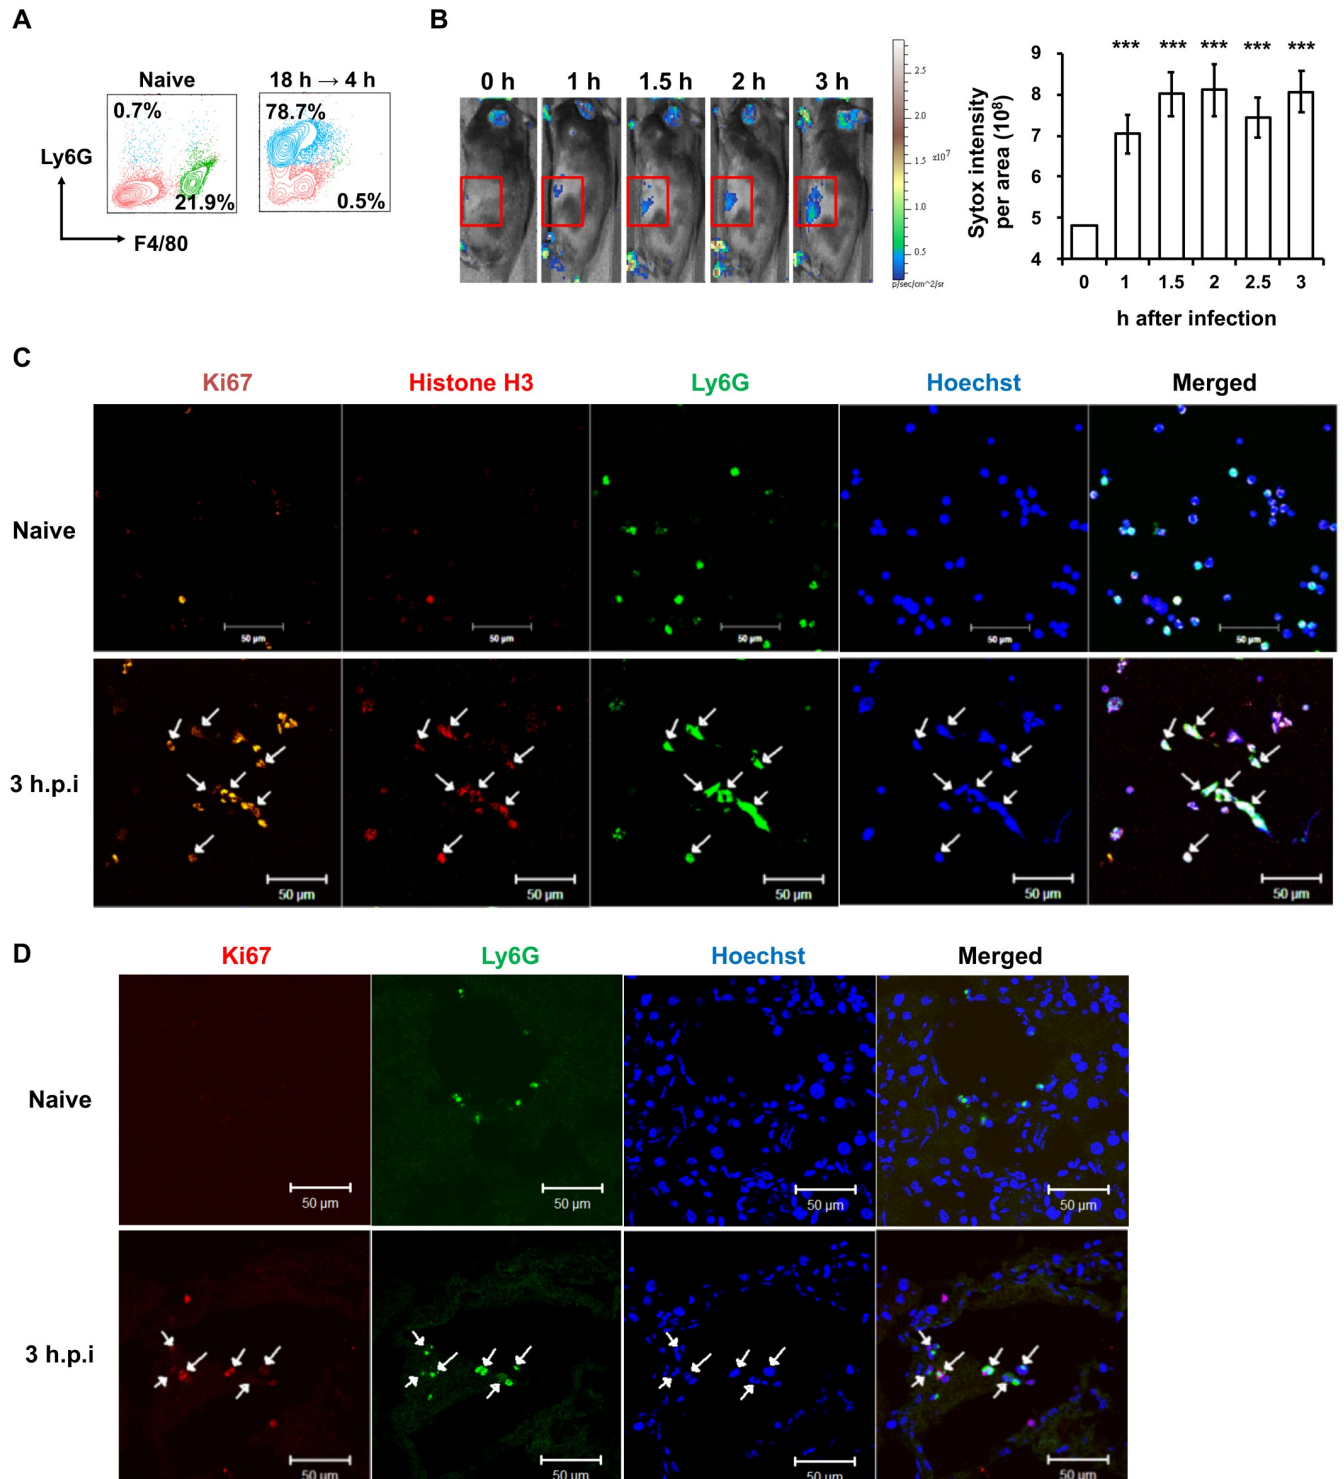 A
Naive
18 h → 4 h
0.7%
78.7%
Ly6G
21.9%
0.5%
F4/80
B
0 h
1 h
1.5 h
2 h
3 h
2.5
2.0
1.5
x10⁷
1.0
0.5
p/sec/cm^2/sr
Sytox intensity
per area (10⁸)
9
8
7
6
5
4
*** *** *** *** ***
0 1 1.5 2 2.5 3
h after infection
C
Ki67 Histone H3 Ly6G Hoechst Merged
Naive
50 µm 50 µm 50 µm 50 µm 50 µm
3 h.p.i
50 µm 50 µm 50 µm 50 µm 50 µm
D
Ki67 Ly6G Hoechst Merged
Naive
50 µm 50 µm 50 µm 50 µm
3 h.p.i
50 µm 50 µm 50 µm 50 µm